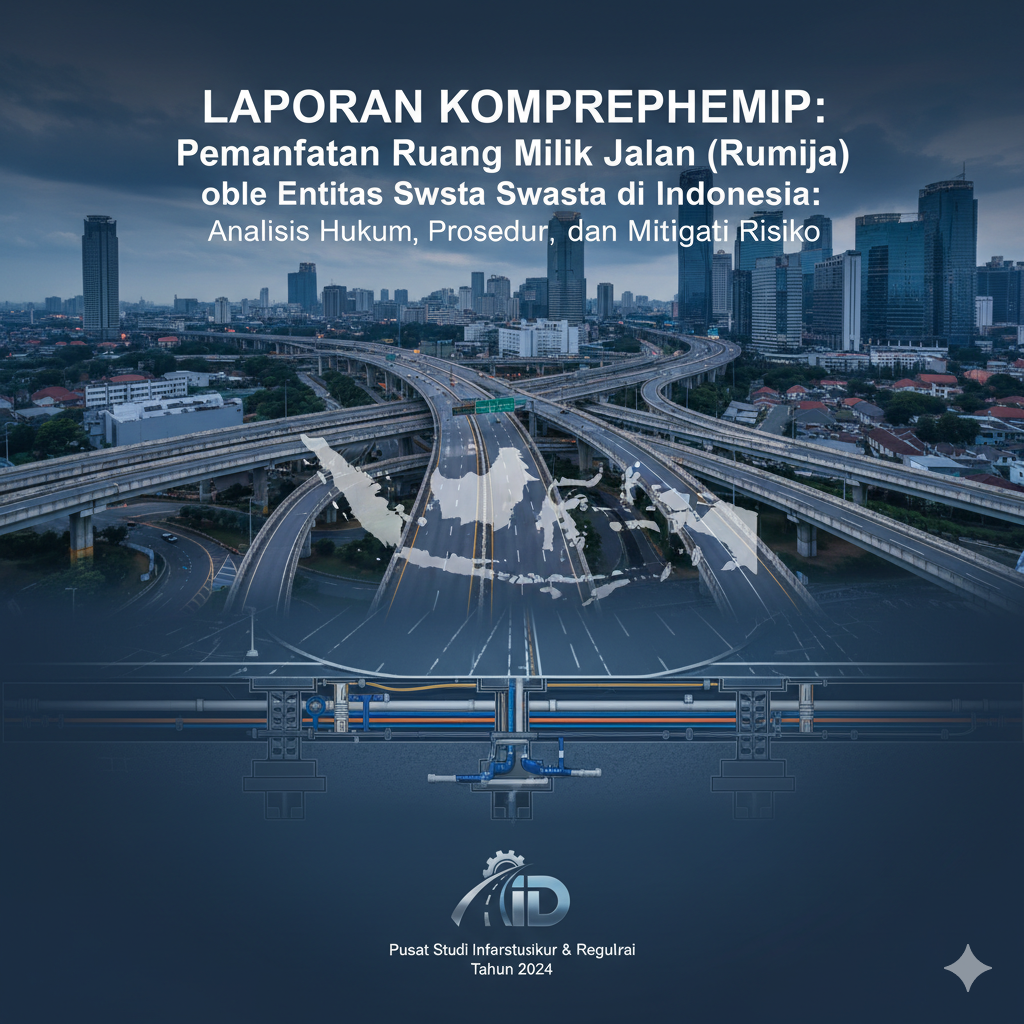 LAPORAN KOMPREPHEMIP:
Pemanfatan Ruang Milik Jalan (Rumija)
oble Entitas Swsta Swasta di Indonesia:
Analisis Hukum, Prosedur, dan Mitigati Risiko
iD
Pusat Studi Infarstusikur & Regulrai
Tahun 2024